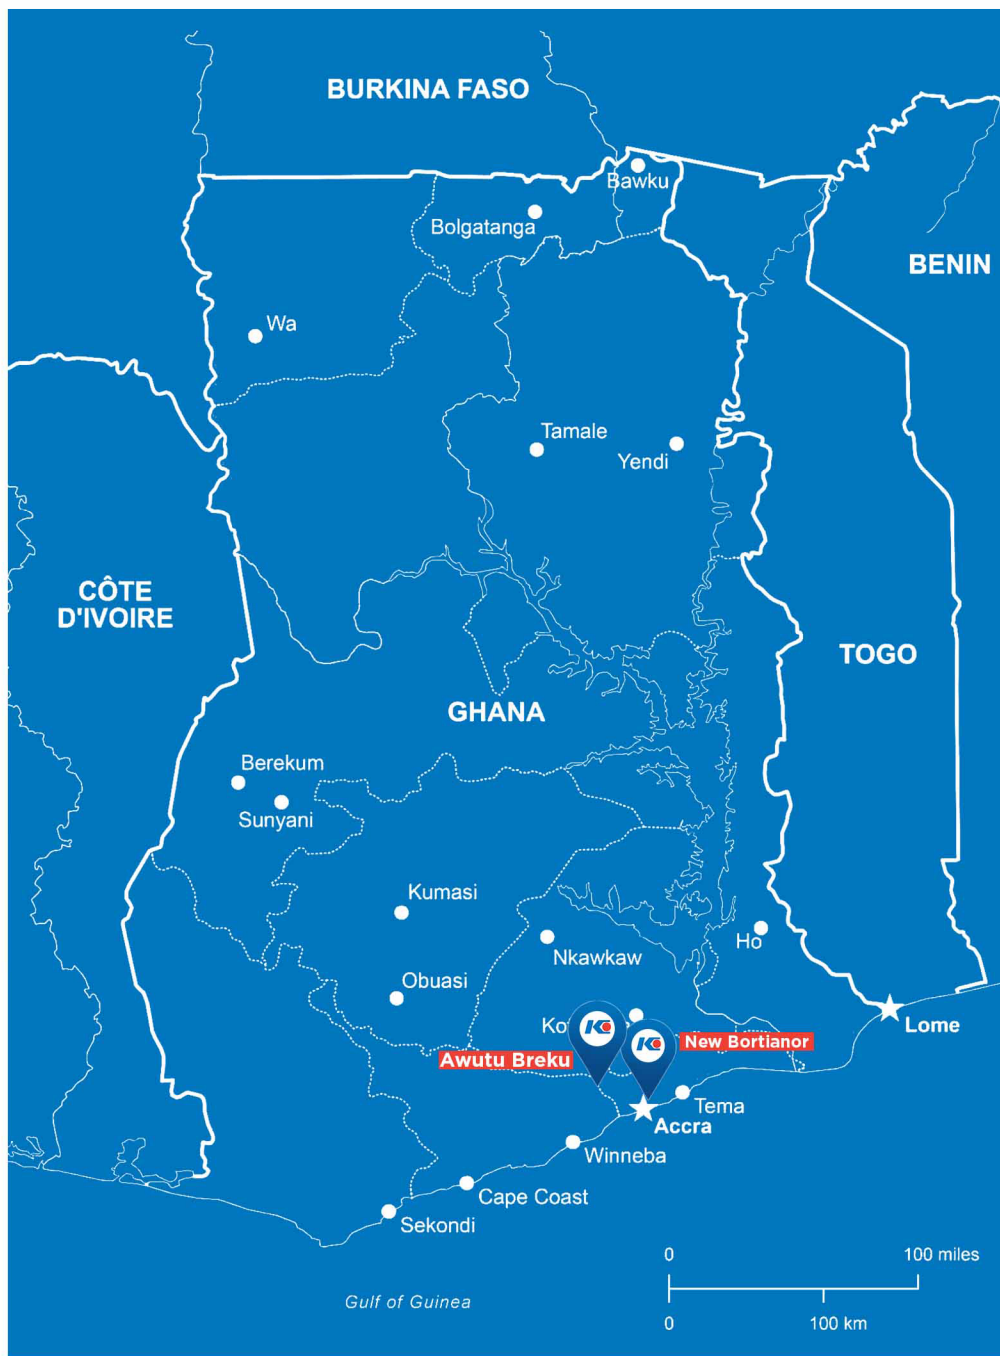 BURKINA FASO
Bawku
Bolgatanga
BENIN
Wa
Tamale
Yendi
CÔTE
D'IVOIRE
TOGO
GHANA
Berekum
Sunyani
Kumasi
Ho
Nkawkaw
Obuasi
Lome
Ko
K
K
New Bortianor
Awutu Breku
Tema
Accra
Winneba
Cape Coast
Sekondi
0 100 miles
Gulf of Guinea
0 100 km